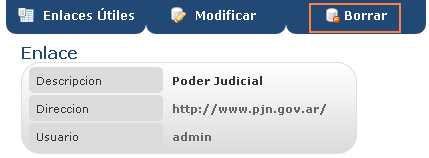 Enlaces Útiles Modificar Borrar
Enlace
Descripcion Poder Judicial
Direccion http://www.pjn.gov.ar/
Usuario admin